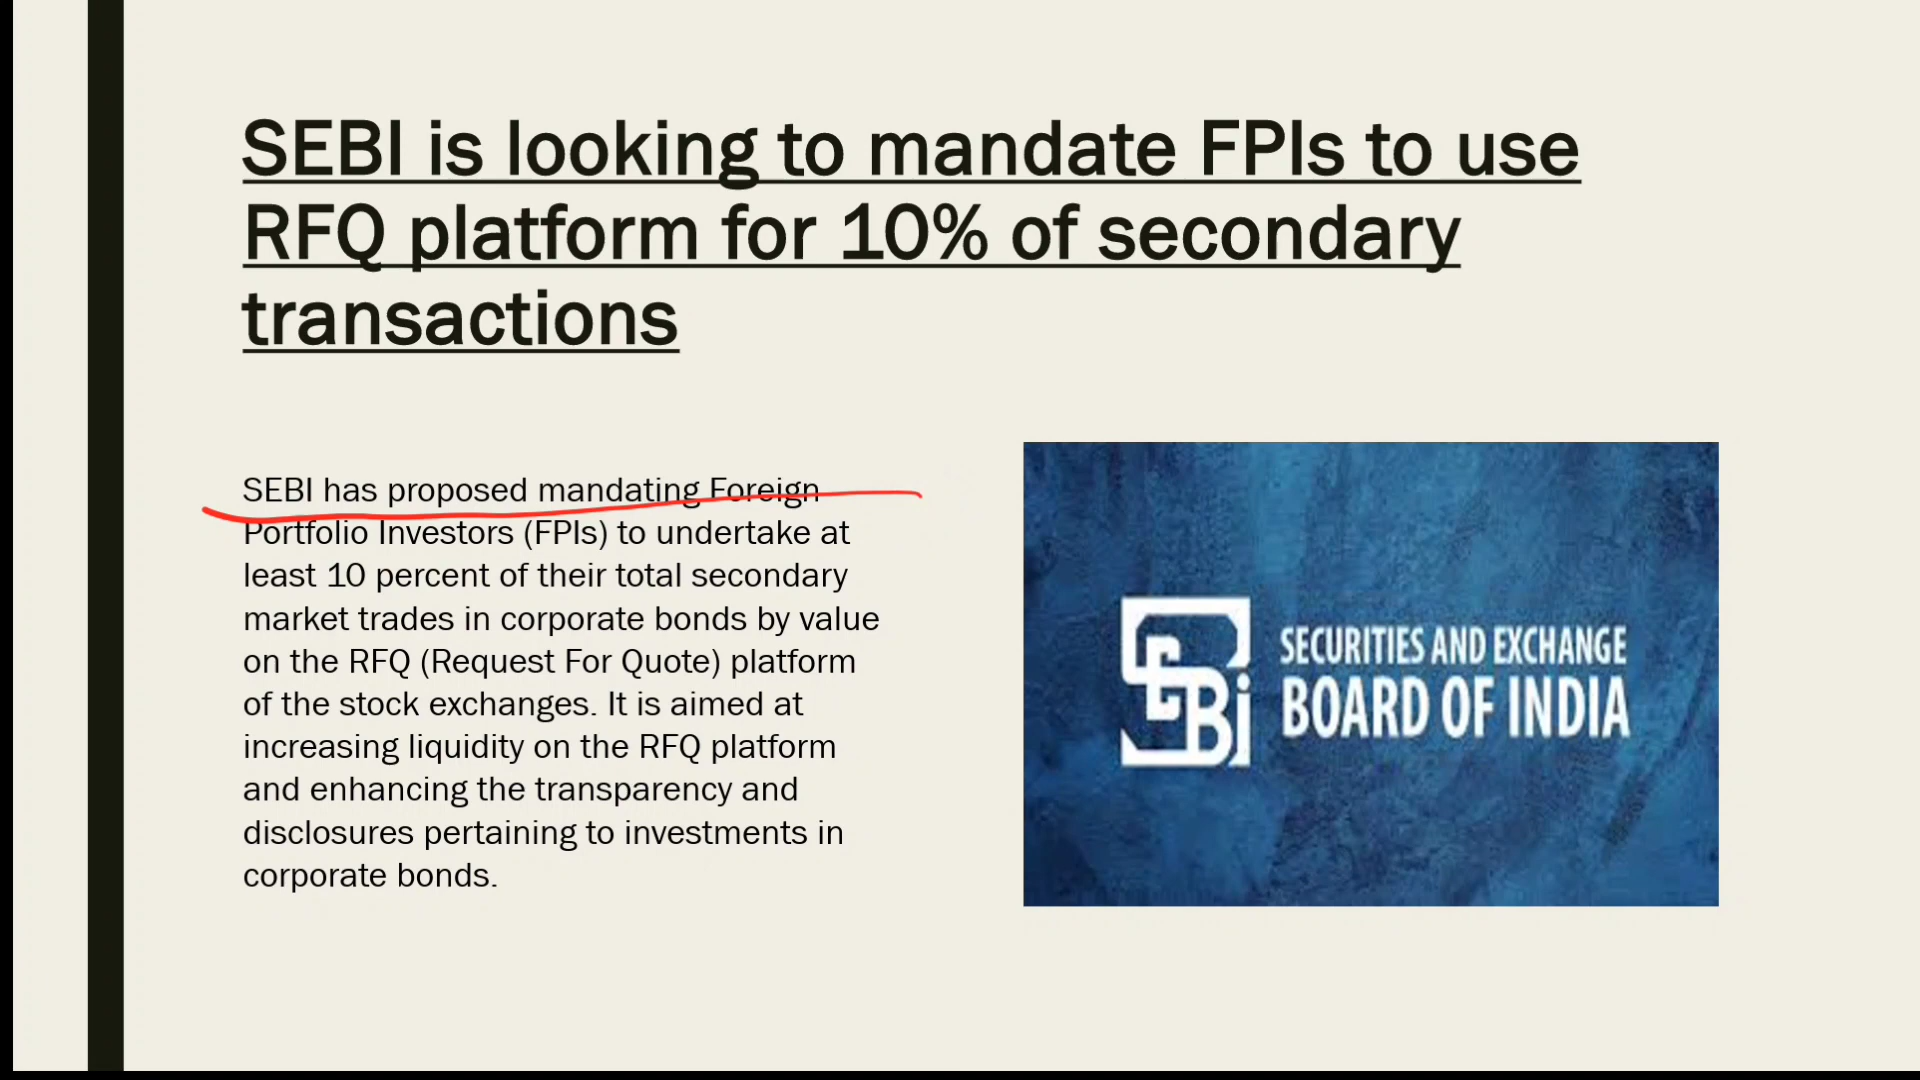 SEBI is looking to mandate FPIs to use
RFQ platform for 10% of secondary
transactions
SEBI has proposed mandating Foreign
Portfolio Investors (FPIs) to undertake at
least 10 percent of their total secondary
market trades in corporate bonds by value
on the RFQ (Request For Quote) platform
of the stock exchanges. It is aimed at
increasing liquidity on the RFQ platform
and enhancing the transparency and
disclosures pertaining to investments in
corporate bonds.
SEBI
SECURITIES AND EXCHANGE
BOARD OF INDIA